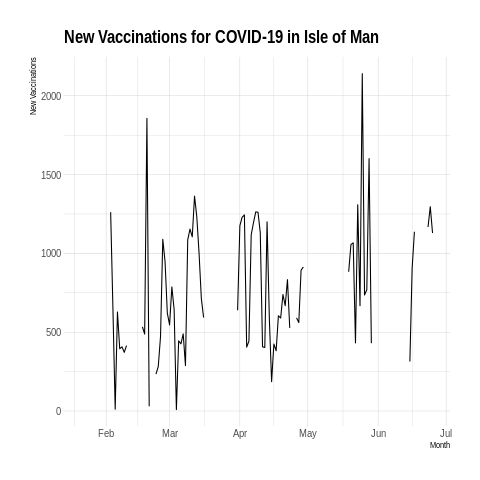 New Vaccinations for COVID-19 in Isle of Man
New Vaccinations
2000
1500
1000
500
0
Feb Mar Apr May Jun Jul
Month